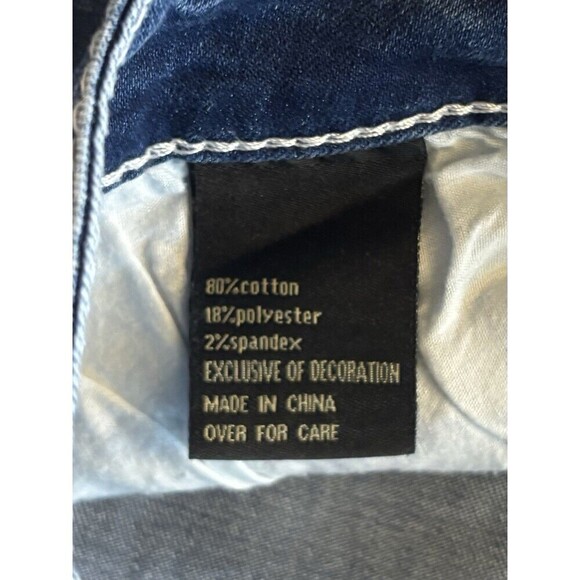 80%cotton
18%polyester
2%spandex
EXCLUSIVE OF DECORATION
MADE IN CHINA
OVER FOR CARE